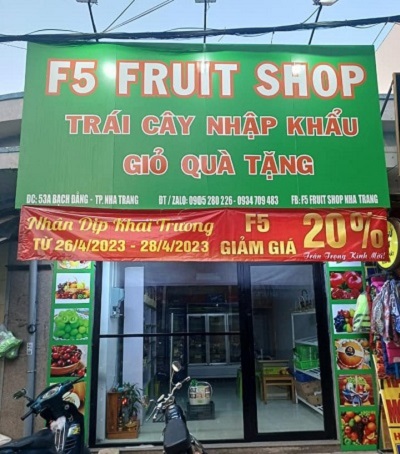 F5 FRUIT SHOP
TRÁI CÂY NHẬP KHẨU
GIỎ QUÀ TẶNG
ĐC: 53A BẠCH ĐẰNG - TP. NHA TRANG ĐT / ZALO: 0905 280 226 - 0934 709 483 FB: F5 FRUIT SHOP NHA TRANG
Nhân Dịp Khai Trương
TỪ 26/4/2023 - 28/4/2023
F5
GIẢM GIÁ
20%
Trân Trọng Kính Mời!